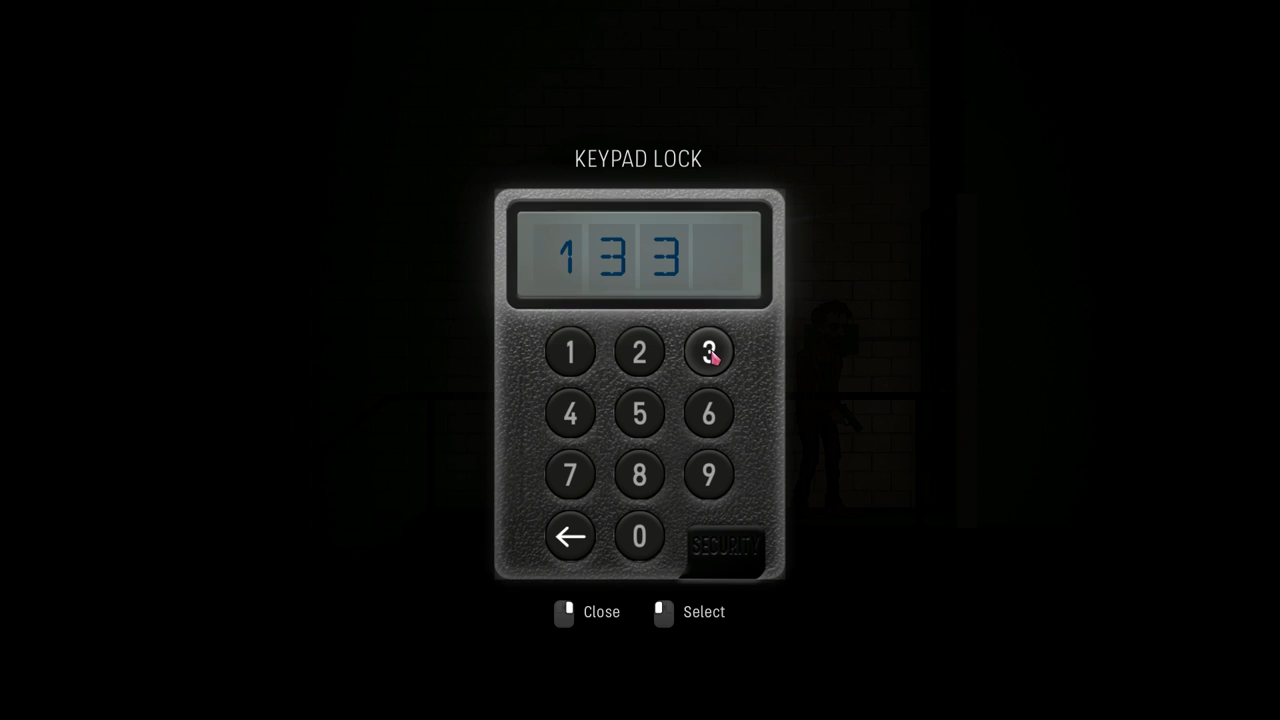 KEYPAD LOCK
133
1 2 3
4 5 6
7 8 9
← 0 SECURITY
Close Select